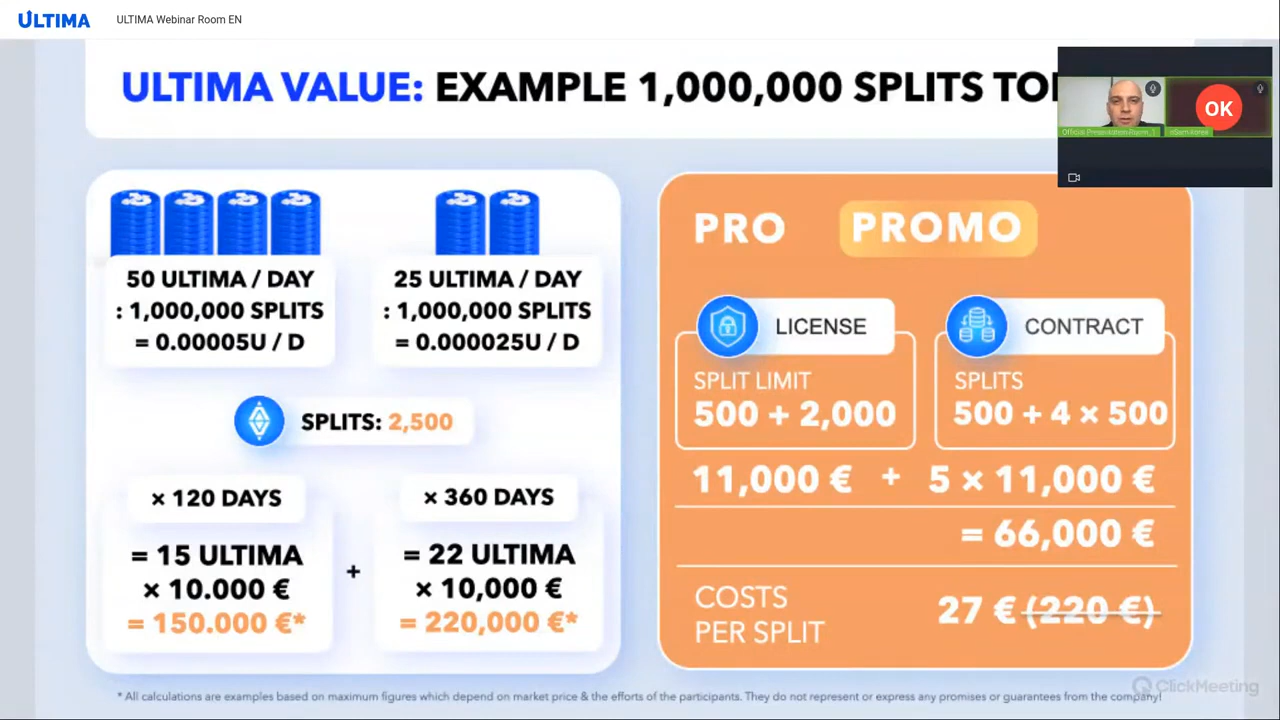 ULTIMA
ULTIMA Webinar Room EN
ULTIMA VALUE: EXAMPLE 1,000,000 SPLITS
OK
Official Presentation Room_1
50 ULTIMA / DAY
: 1,000,000 SPLITS
= 0.00005U / D
25 ULTIMA / DAY
: 1,000,000 SPLITS
= 0.000025U / D
SPLITS: 2,500
× 120 DAYS
= 15 ULTIMA
× 10.000 €
= 150.000 €*
+
× 360 DAYS
= 22 ULTIMA
× 10,000 €
= 220,000 €*
PRO PROMO
LICENSE
SPLIT LIMIT
500 + 2,000
CONTRACT
SPLITS
500 + 4 × 500
11,000 € + 5 × 11,000 €
= 66,000 €
COSTS
PER SPLIT
27 € (220 €)
* All calculations are examples based on maximum figures which depend on market price & the efforts of the participants. They do not represent or express any promises or guarantees from the company!
ClickMeeting